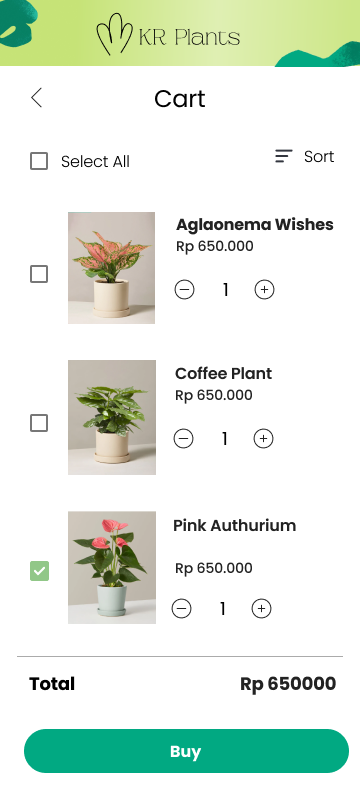 KR Plants
Cart
Select All
Sort
Aglaonema Wishes
Rp 650.000
1
Coffee Plant
Rp 650.000
1
Pink Authurium
Rp 650.000
1
Total Rp 650000
Buy